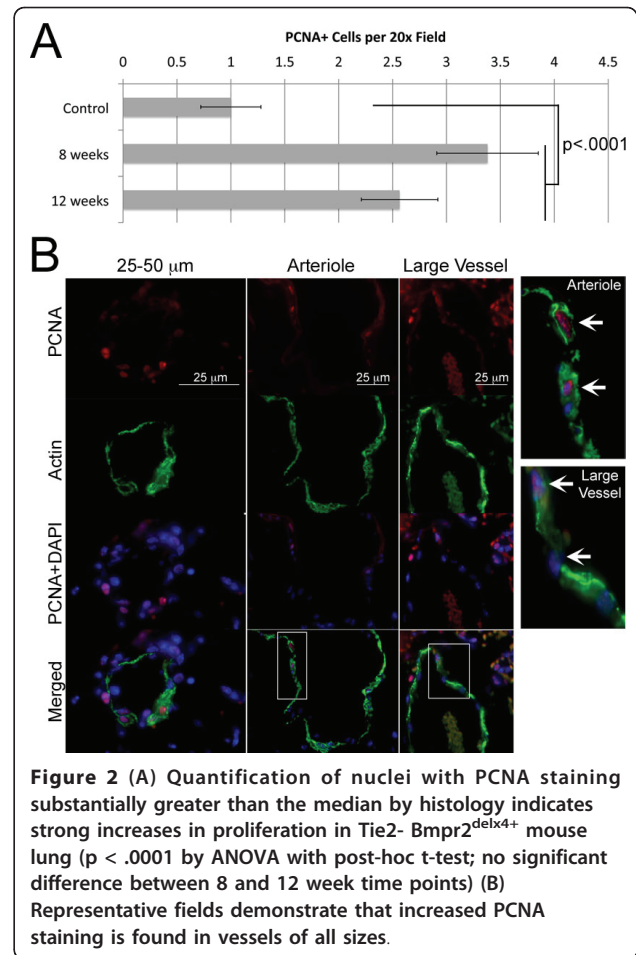 A
PCNA+ Cells per 20x Field
0 0.5 1 1.5 2 2.5 3 3.5 4 4.5
Control
8 weeks
12 weeks
p<.0001
B
25-50 μm
Arteriole
Large Vessel
PCNA
25 μm
25 μm
25 μm
Actin
PCNA+DAPI
Merged
Arteriole
Large
Vessel
Figure 2 (A) Quantification of nuclei with PCNA staining
substantially greater than the median by histology indicates
strong increases in proliferation in Tie2- Bmpr2delx4+ mouse
lung (p < .0001 by ANOVA with post-hoc t-test; no significant
difference between 8 and 12 week time points) (B)
Representative fields demonstrate that increased PCNA
staining is found in vessels of all sizes.